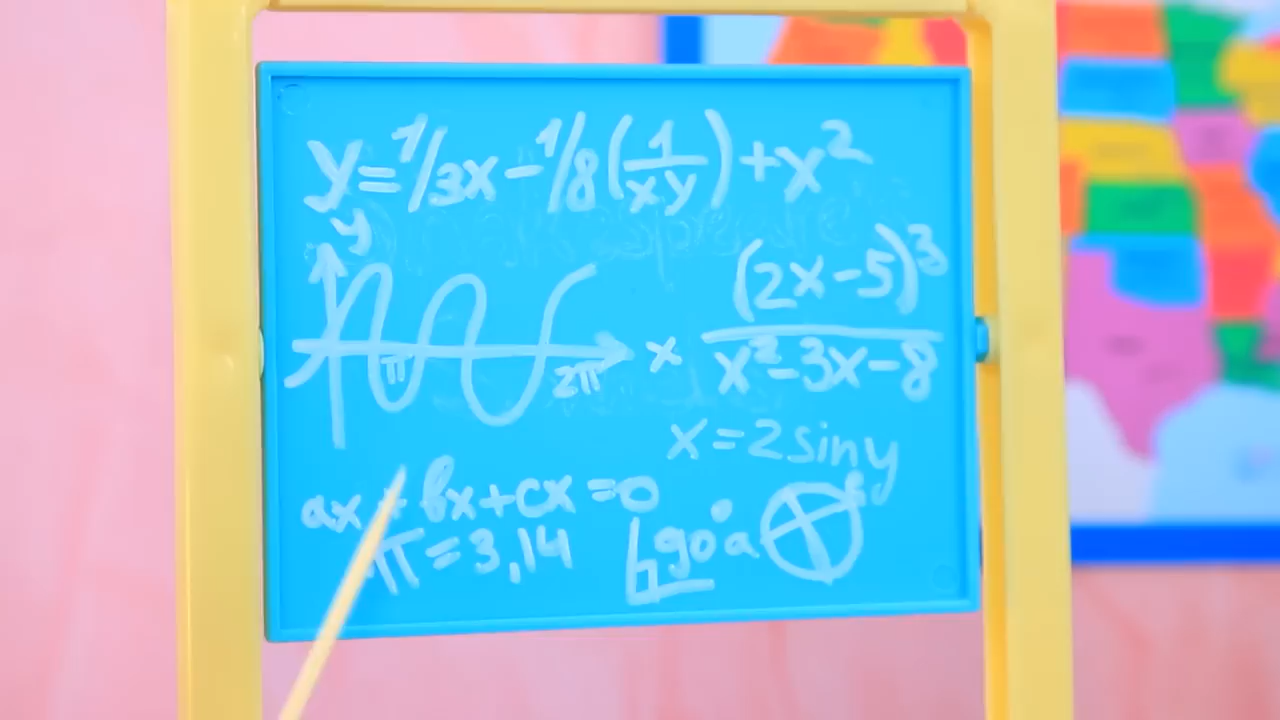 y=1/3x-1/8(1/xy)+x²
y
(2x-5)³
π 2π x x²-3x-8
x=2siny
ax+bx+cx=0
π=3,14 90° a